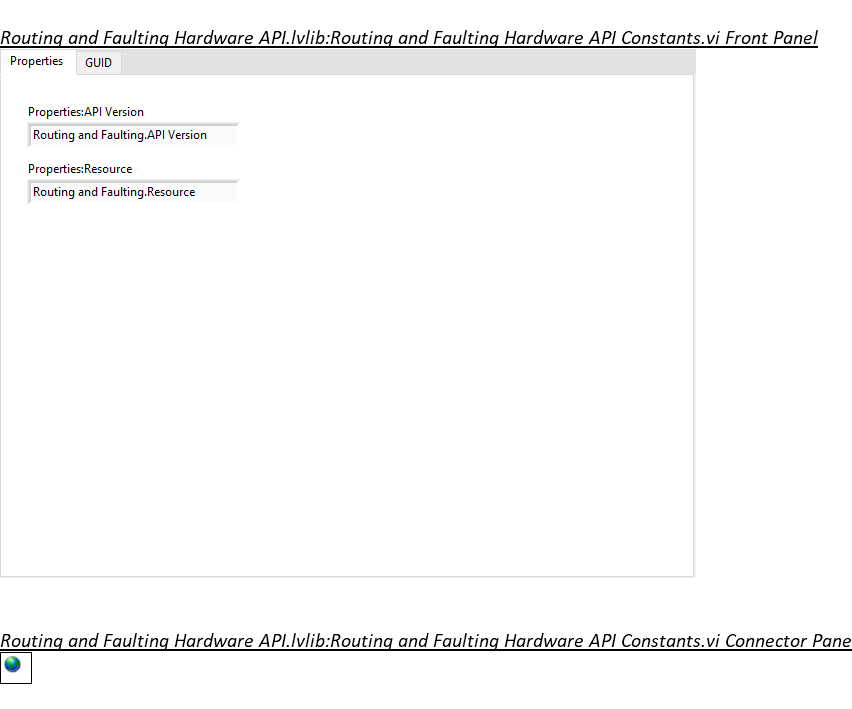 Routing and Faulting Hardware API.lvlib:Routing and Faulting Hardware API Constants.vi Front Panel
Properties GUID
Properties:API Version
Routing and Faulting.API Version
Properties:Resource
Routing and Faulting.Resource
Routing and Faulting Hardware API.lvlib:Routing and Faulting Hardware API Constants.vi Connector Pane